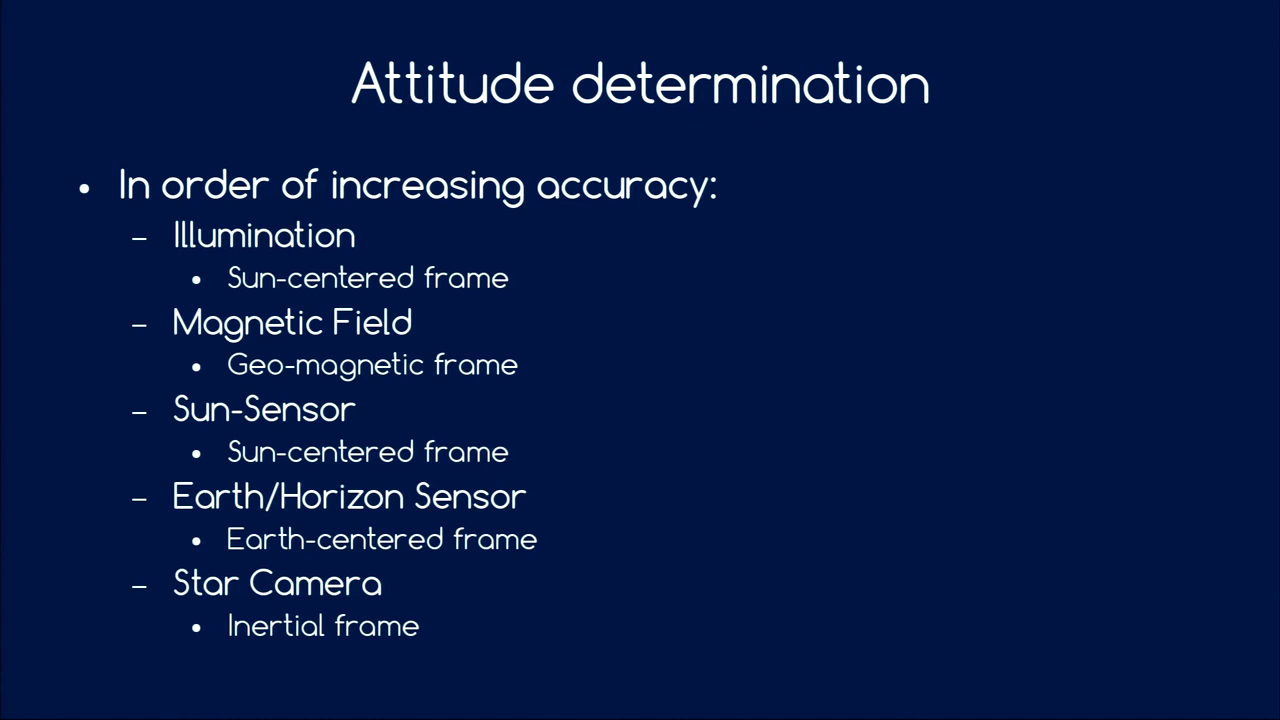 Attitude determination
• In order of increasing accuracy:
– Illumination
• Sun-centered frame
– Magnetic Field
• Geo-magnetic frame
– Sun-Sensor
• Sun-centered frame
– Earth/Horizon Sensor
• Earth-centered frame
– Star Camera
• Inertial frame